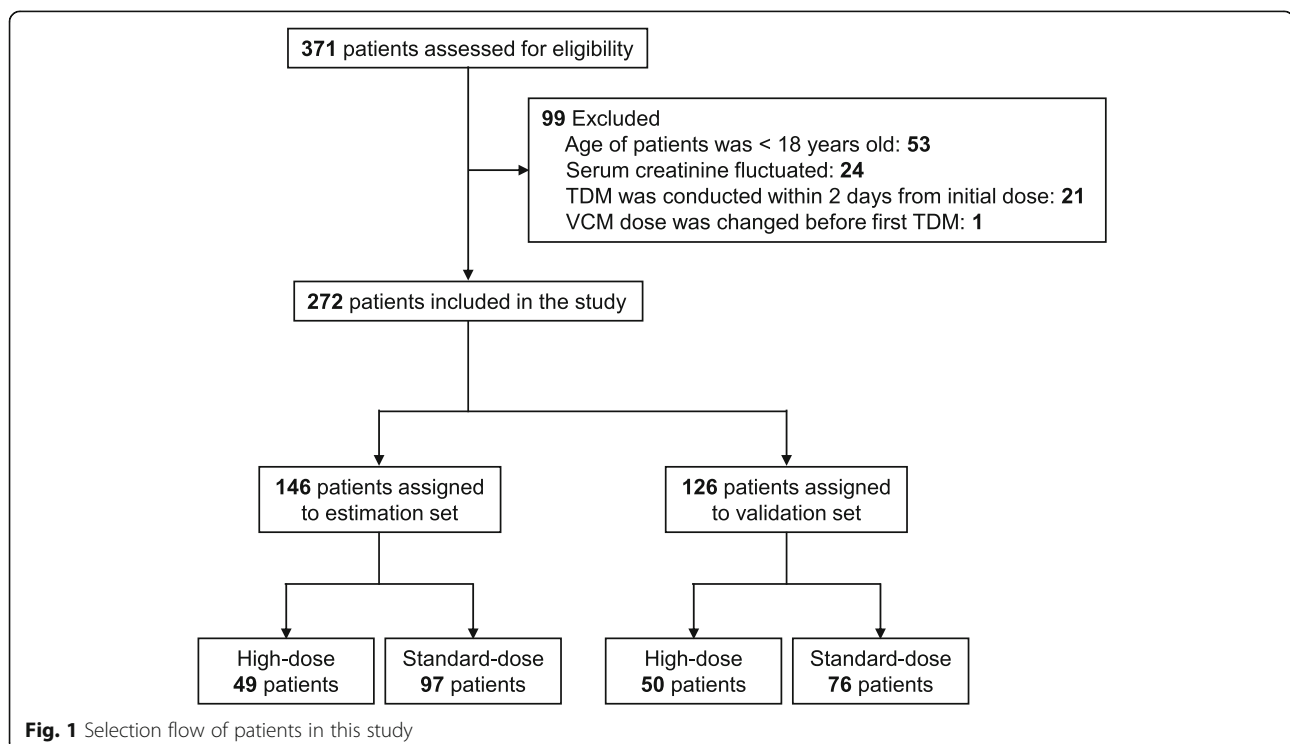 371 patients assessed for eligibility
99 Excluded
Age of patients was < 18 years old: 53
Serum creatinine fluctuated: 24
TDM was conducted within 2 days from initial dose: 21
VCM dose was changed before first TDM: 1
272 patients included in the study
146 patients assigned
to estimation set
126 patients assigned
to validation set
High-dose
49 patients
Standard-dose
97 patients
High-dose
50 patients
Standard-dose
76 patients
Fig. 1 Selection flow of patients in this study